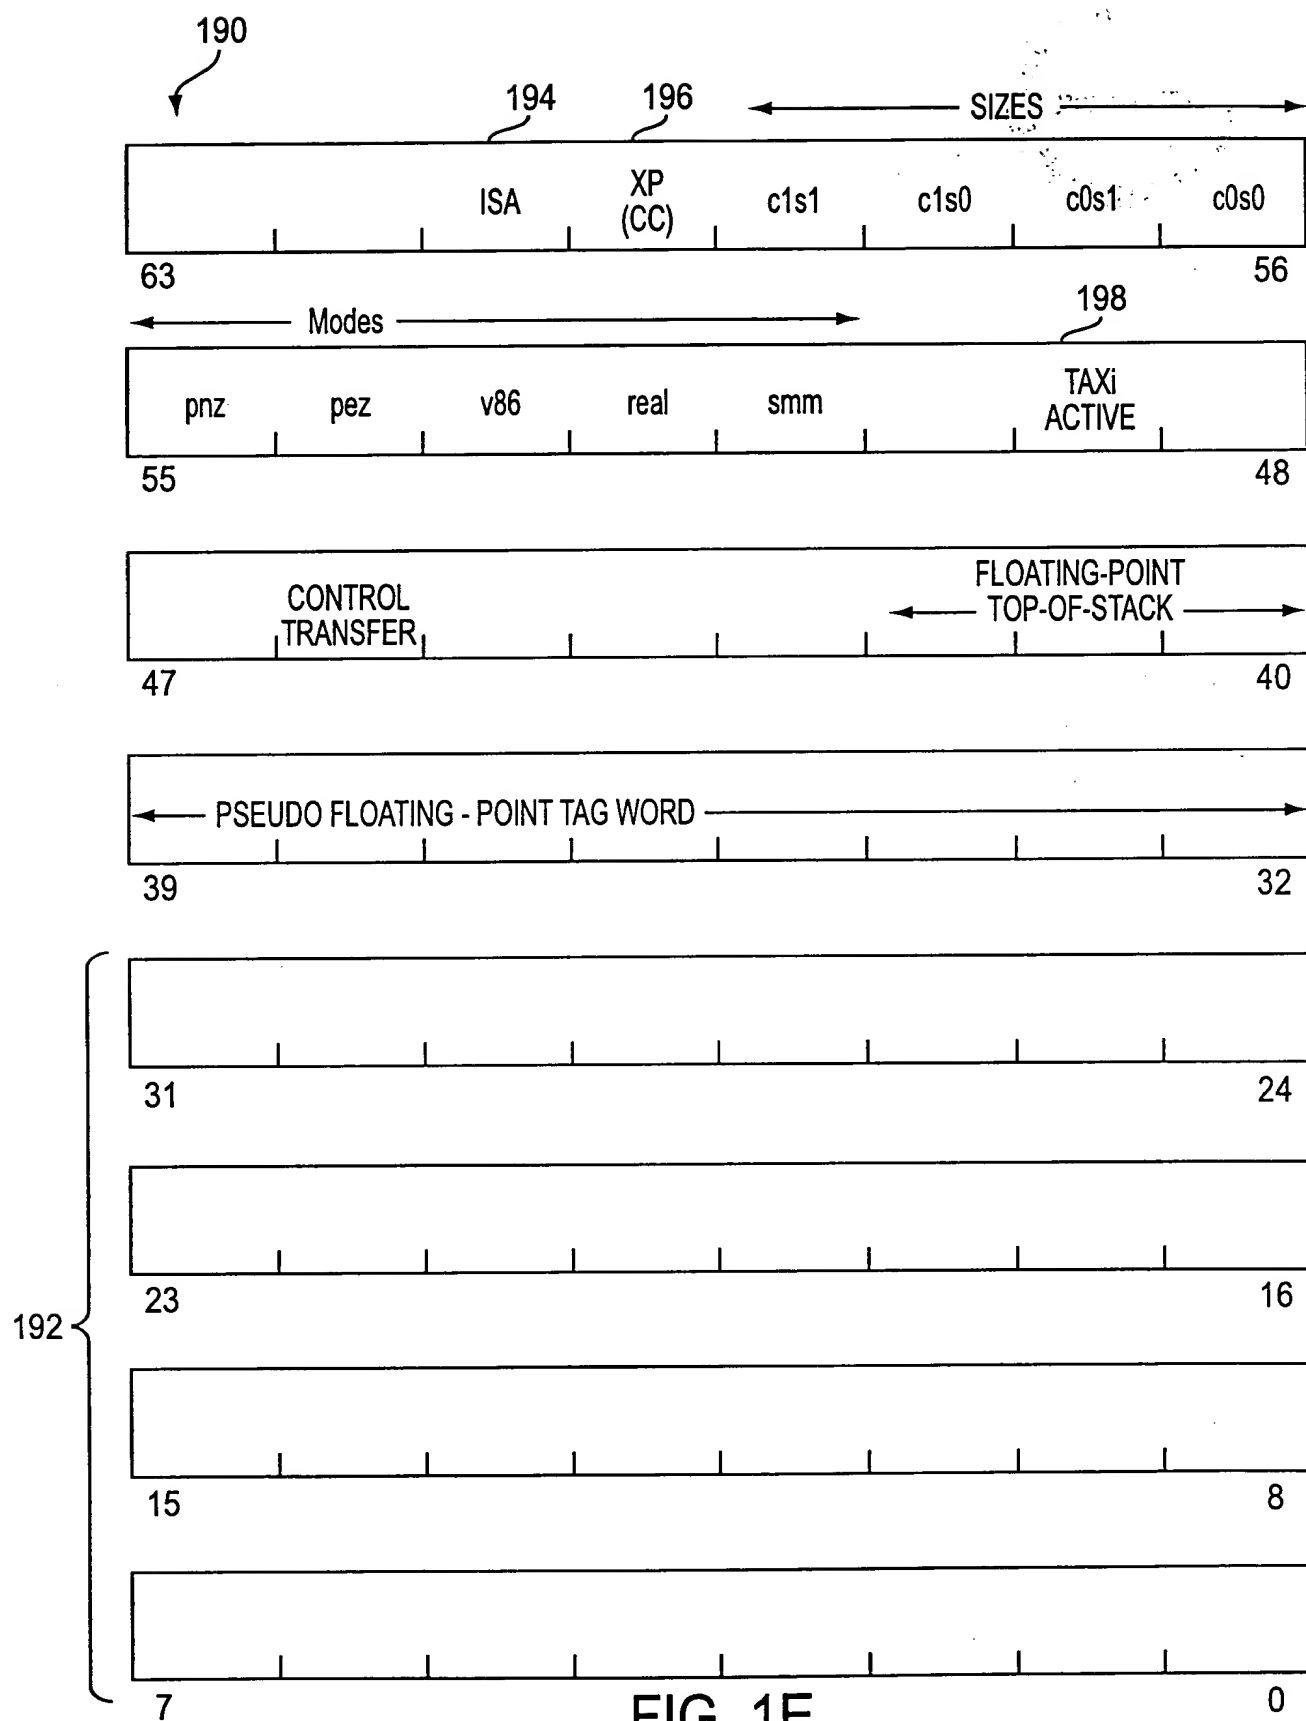 190
194
196
SIZES
ISA
XP
(CC)
c1s1
c1s0
c0s1
c0s0
63
56
Modes
198
pnz
pez
v86
real
smm
TAXi
ACTIVE
55
48
CONTROL
TRANSFER
FLOATING-POINT
TOP-OF-STACK
47
40
PSEUDO FLOATING - POINT TAG WORD
39
32
31
24
23
16
192
15
8
7
0
FIG. 1E